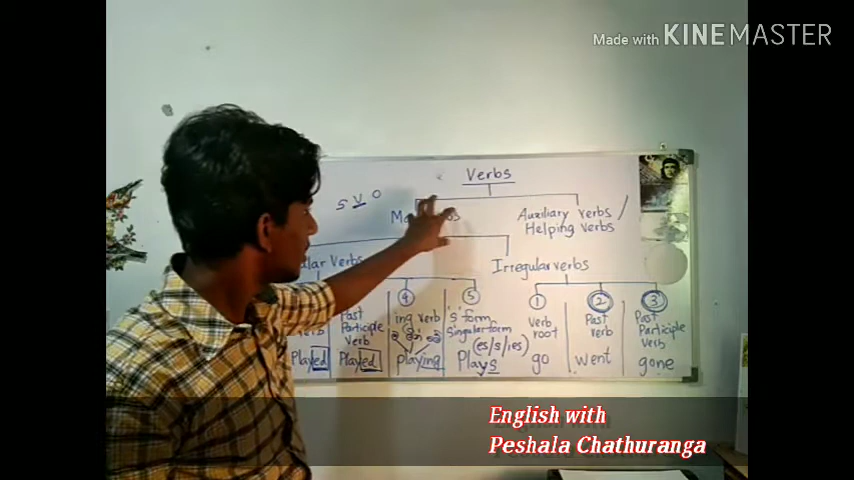 Made with KINEMASTER
Verbs
S V O
Auxiliary verbs /
Helping Verbs
Verbs
Irregular verbs
4 5 1 2 3
Past
Participle
verb
Played
Played
ing verb
playing
's' form
Singular form
(es/s/ies)
Plays
Verb
root
go
Past
verb
went
Past
Participle
Verb
gone
English with
Peshala Chathuranga